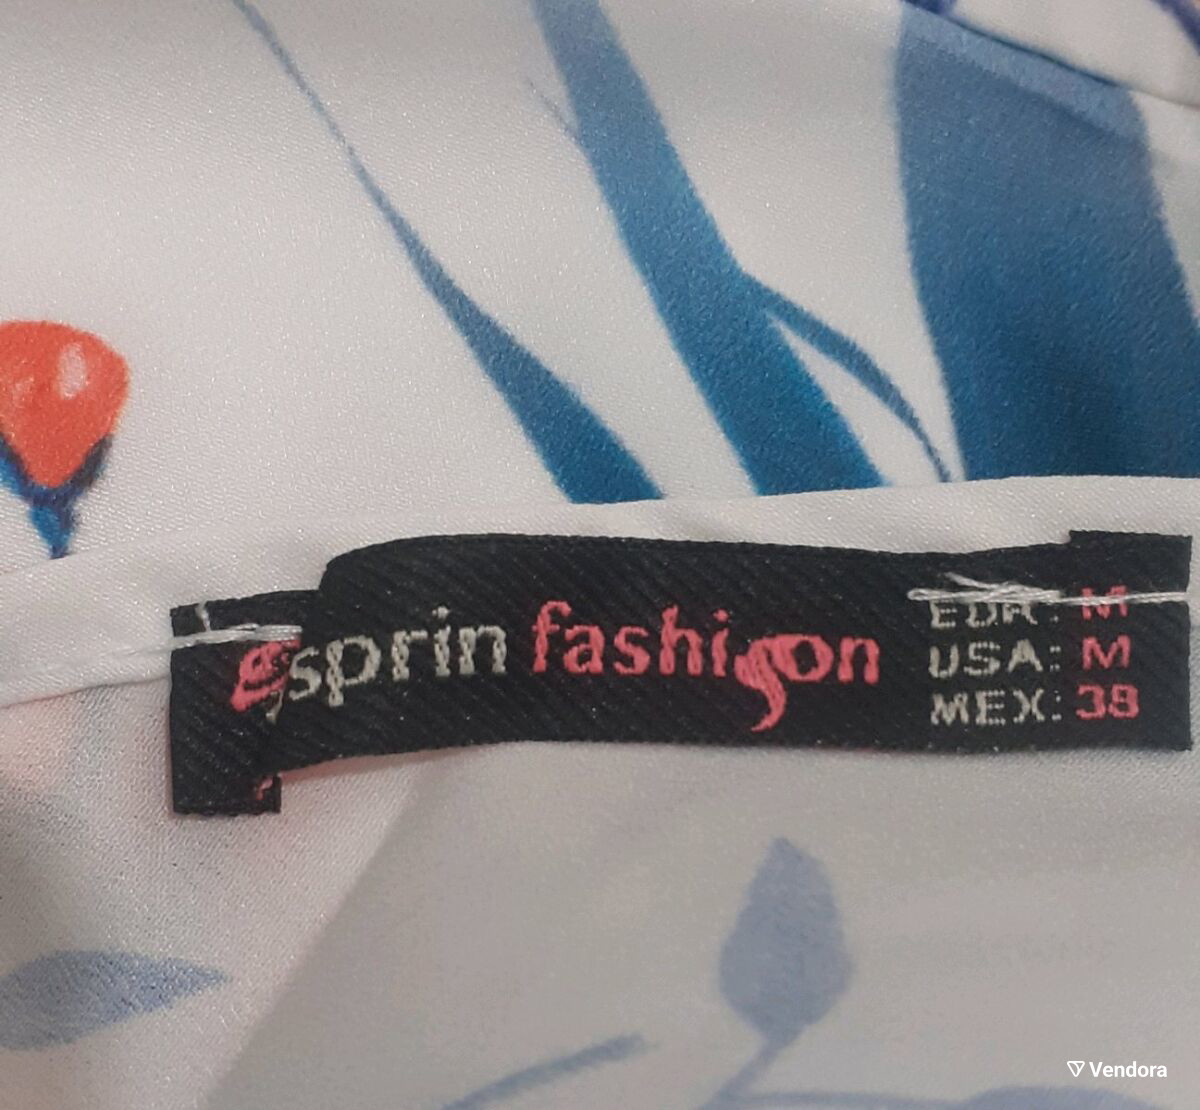 esprin fashion
EUR: M
USA: M
MEX: 38
Vendora